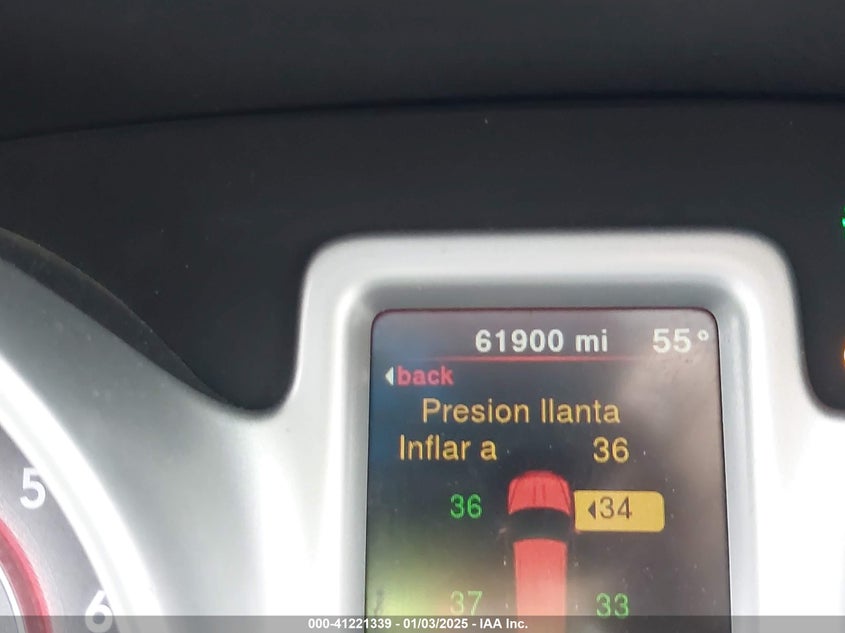 61900 mi 55°
back
Presion llanta
Inflar a 36
36 34
37 33
5
6
000-41221339 - 01/03/2025 - IAA Inc.